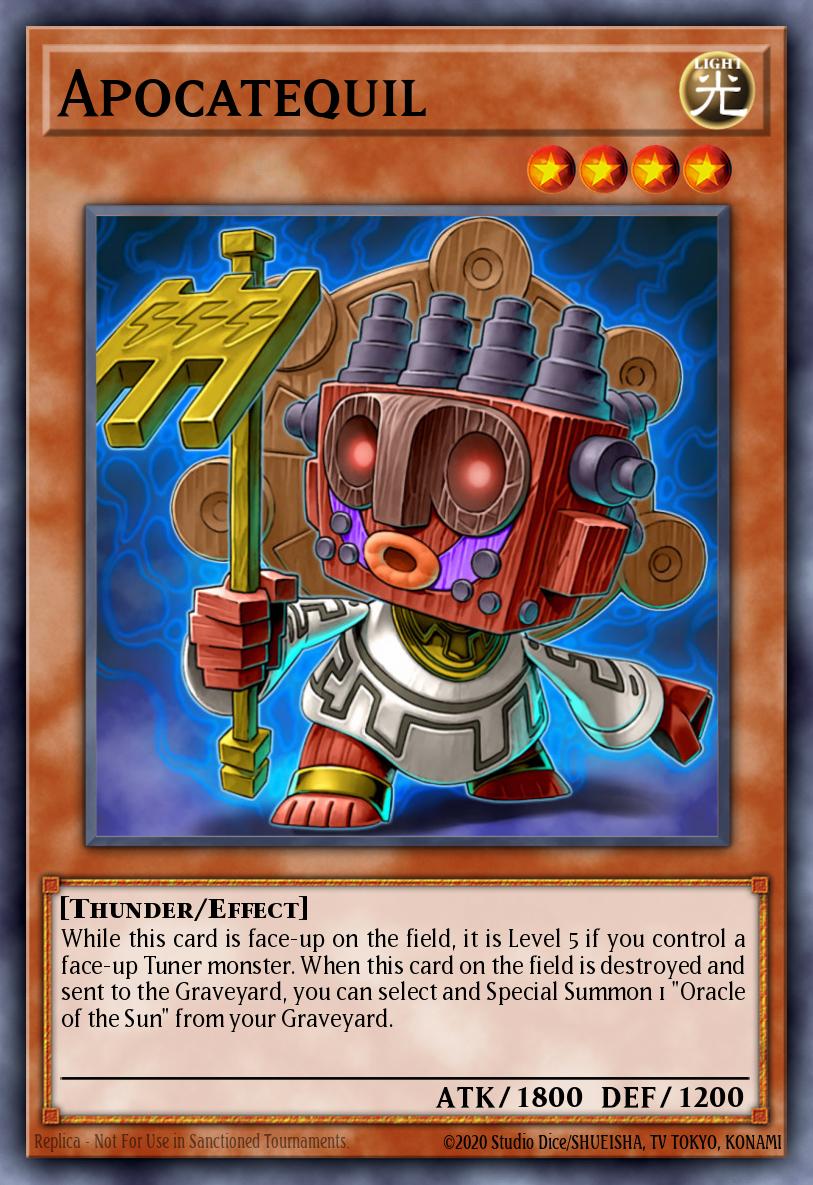 Apocatequil
LIGHT
光
[Thunder/Effect]
While this card is face-up on the field, it is Level 5 if you control a
face-up Tuner monster. When this card on the field is destroyed and
sent to the Graveyard, you can select and Special Summon 1 "Oracle
of the Sun" from your Graveyard.
ATK/1800 DEF/1200
Replica - Not For Use in Sanctioned Tournaments.
©2020 Studio Dice/SHUEISHA, TV TOKYO, KONAMI